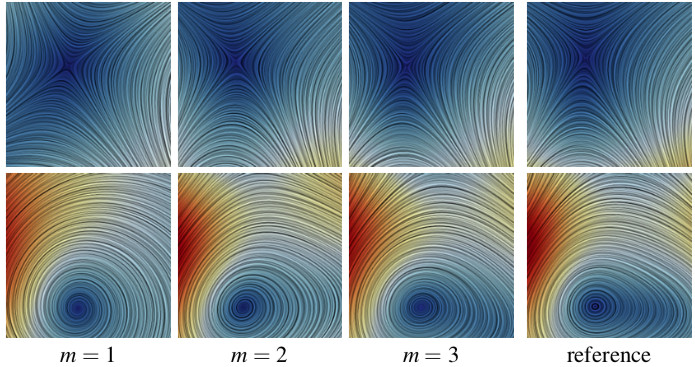 m = 1 m = 2 m = 3 reference